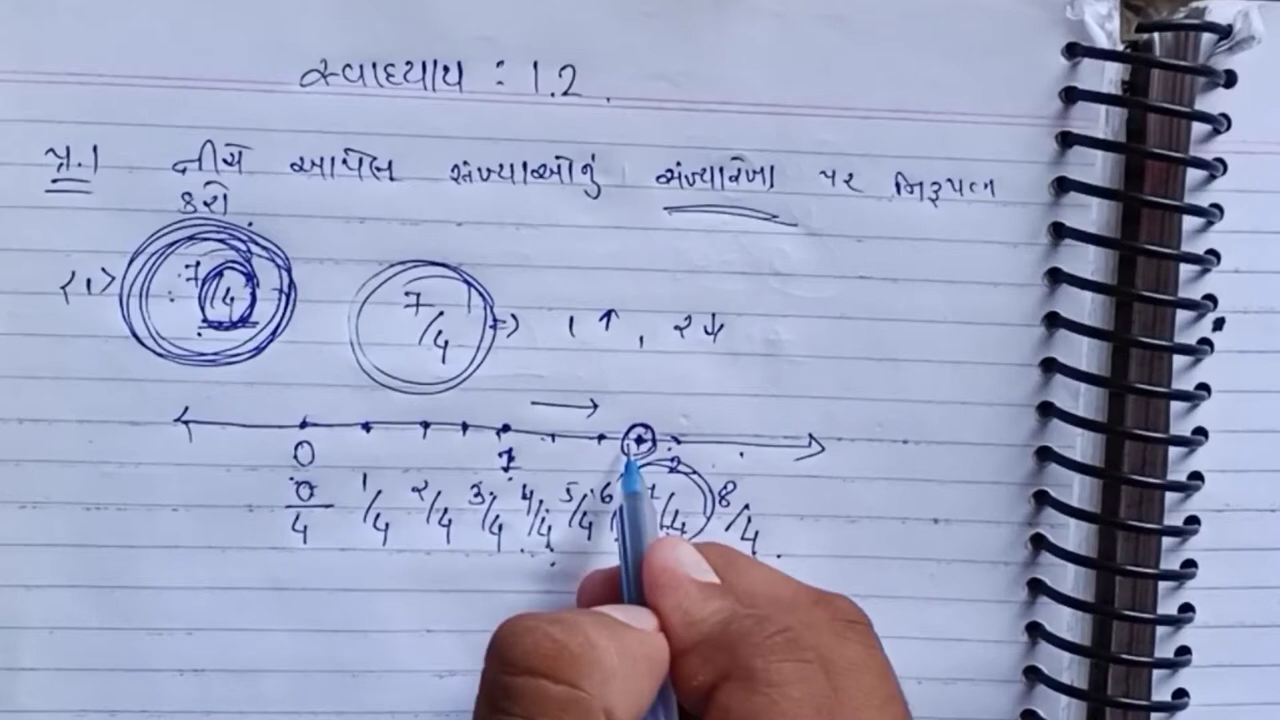 સ્વાધ્યાય : 1.2.
પ્ર.1 નીચે આપેલ સંખ્યાઓનું સંખ્યારેખા પર નિરૂપણ
કરો.
(1) 7/4 7/4 => 1 ↑, 2 ↓
0 1 2
0/4 1/4 2/4 3/4 4/4 5/4 6/ 7/4 8/4